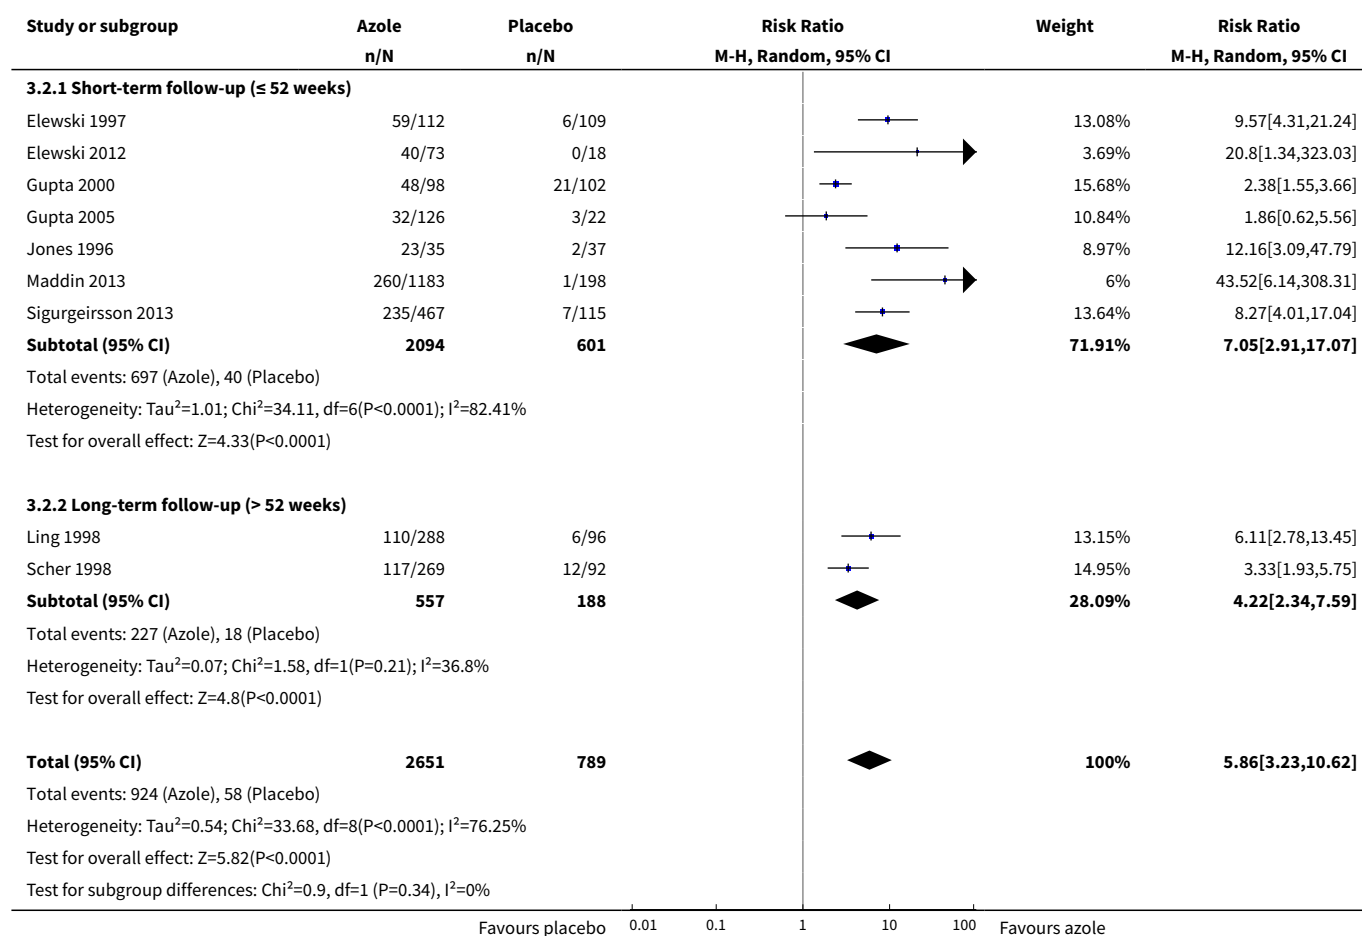 Study or subgroup Azole Placebo Risk Ratio Weight Risk Ratio
n/N n/N M-H, Random, 95% CI M-H, Random, 95% CI
3.2.1 Short-term follow-up (≤ 52 weeks)
Elewski 1997 59/112 6/109 13.08% 9.57[4.31,21.24]
Elewski 2012 40/73 0/18 3.69% 20.8[1.34,323.03]
Gupta 2000 48/98 21/102 15.68% 2.38[1.55,3.66]
Gupta 2005 32/126 3/22 10.84% 1.86[0.62,5.56]
Jones 1996 23/35 2/37 8.97% 12.16[3.09,47.79]
Maddin 2013 260/1183 1/198 6% 43.52[6.14,308.31]
Sigurgeirsson 2013 235/467 7/115 13.64% 8.27[4.01,17.04]
Subtotal (95% CI) 2094 601 71.91% 7.05[2.91,17.07]
Total events: 697 (Azole), 40 (Placebo)
Heterogeneity: Tau²=1.01; Chi²=34.11, df=6(P<0.0001); I²=82.41%
Test for overall effect: Z=4.33(P<0.0001)
3.2.2 Long-term follow-up (> 52 weeks)
Ling 1998 110/288 6/96 13.15% 6.11[2.78,13.45]
Scher 1998 117/269 12/92 14.95% 3.33[1.93,5.75]
Subtotal (95% CI) 557 188 28.09% 4.22[2.34,7.59]
Total events: 227 (Azole), 18 (Placebo)
Heterogeneity: Tau²=0.07; Chi²=1.58, df=1(P=0.21); I²=36.8%
Test for overall effect: Z=4.8(P<0.0001)
Total (95% CI) 2651 789 100% 5.86[3.23,10.62]
Total events: 924 (Azole), 58 (Placebo)
Heterogeneity: Tau²=0.54; Chi²=33.68, df=8(P<0.0001); I²=76.25%
Test for overall effect: Z=5.82(P<0.0001)
Test for subgroup differences: Chi²=0.9, df=1 (P=0.34), I²=0%
Favours placebo 0.01 0.1 1 10 100 Favours azole